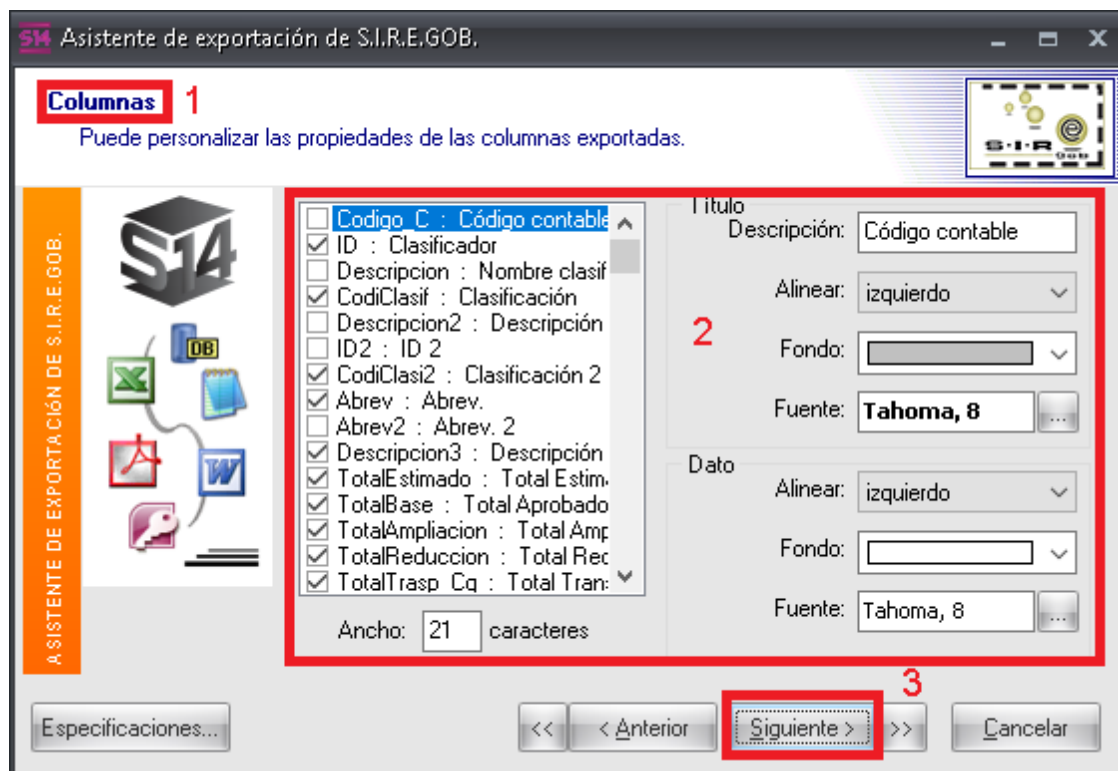 S14 Asistente de exportación de S.I.R.E.GOB.
Columnas 1
Puede personalizar las propiedades de las columnas exportadas.
S·I·R e
Gob
ASISTENTE DE EXPORTACIÓN DE S.I.R.E.GOB.
S14
DB
Codigo_C : Código contable
ID : Clasificador
Descripcion : Nombre clasif
CodiClasif : Clasificación
Descripcion2 : Descripción
ID2 : ID 2
CodiClasi2 : Clasificación 2
Abrev : Abrev.
Abrev2 : Abrev. 2
Descripcion3 : Descripción
TotalEstimado : Total Estim
TotalBase : Total Aprobado
TotalAmpliacion : Total Amp
TotalReduccion : Total Rec
TotalTrasp_Cg : Total Tran
Ancho: 21 caracteres
2
Título
Descripción: Código contable
Alinear: izquierdo
Fondo:
Fuente: Tahoma, 8 ...
Dato
Alinear: izquierdo
Fondo:
Fuente: Tahoma, 8 ...
3
Especificaciones... << < Anterior Siguiente > >> Cancelar